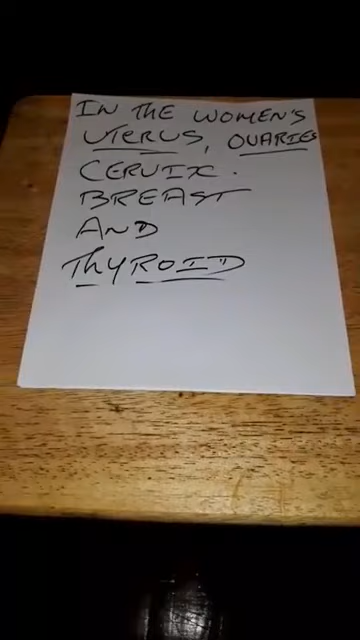 IN THE WOMEN'S
UTERUS, OVARIES
CERVIX.
BREAST
AND
THYROID